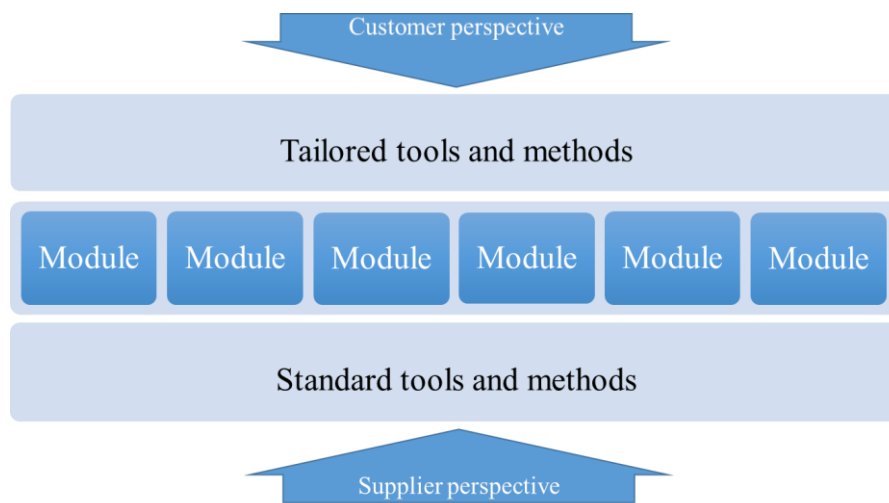 Customer perspective
Tailored tools and methods
Module Module Module Module Module Module
Standard tools and methods
Supplier perspective